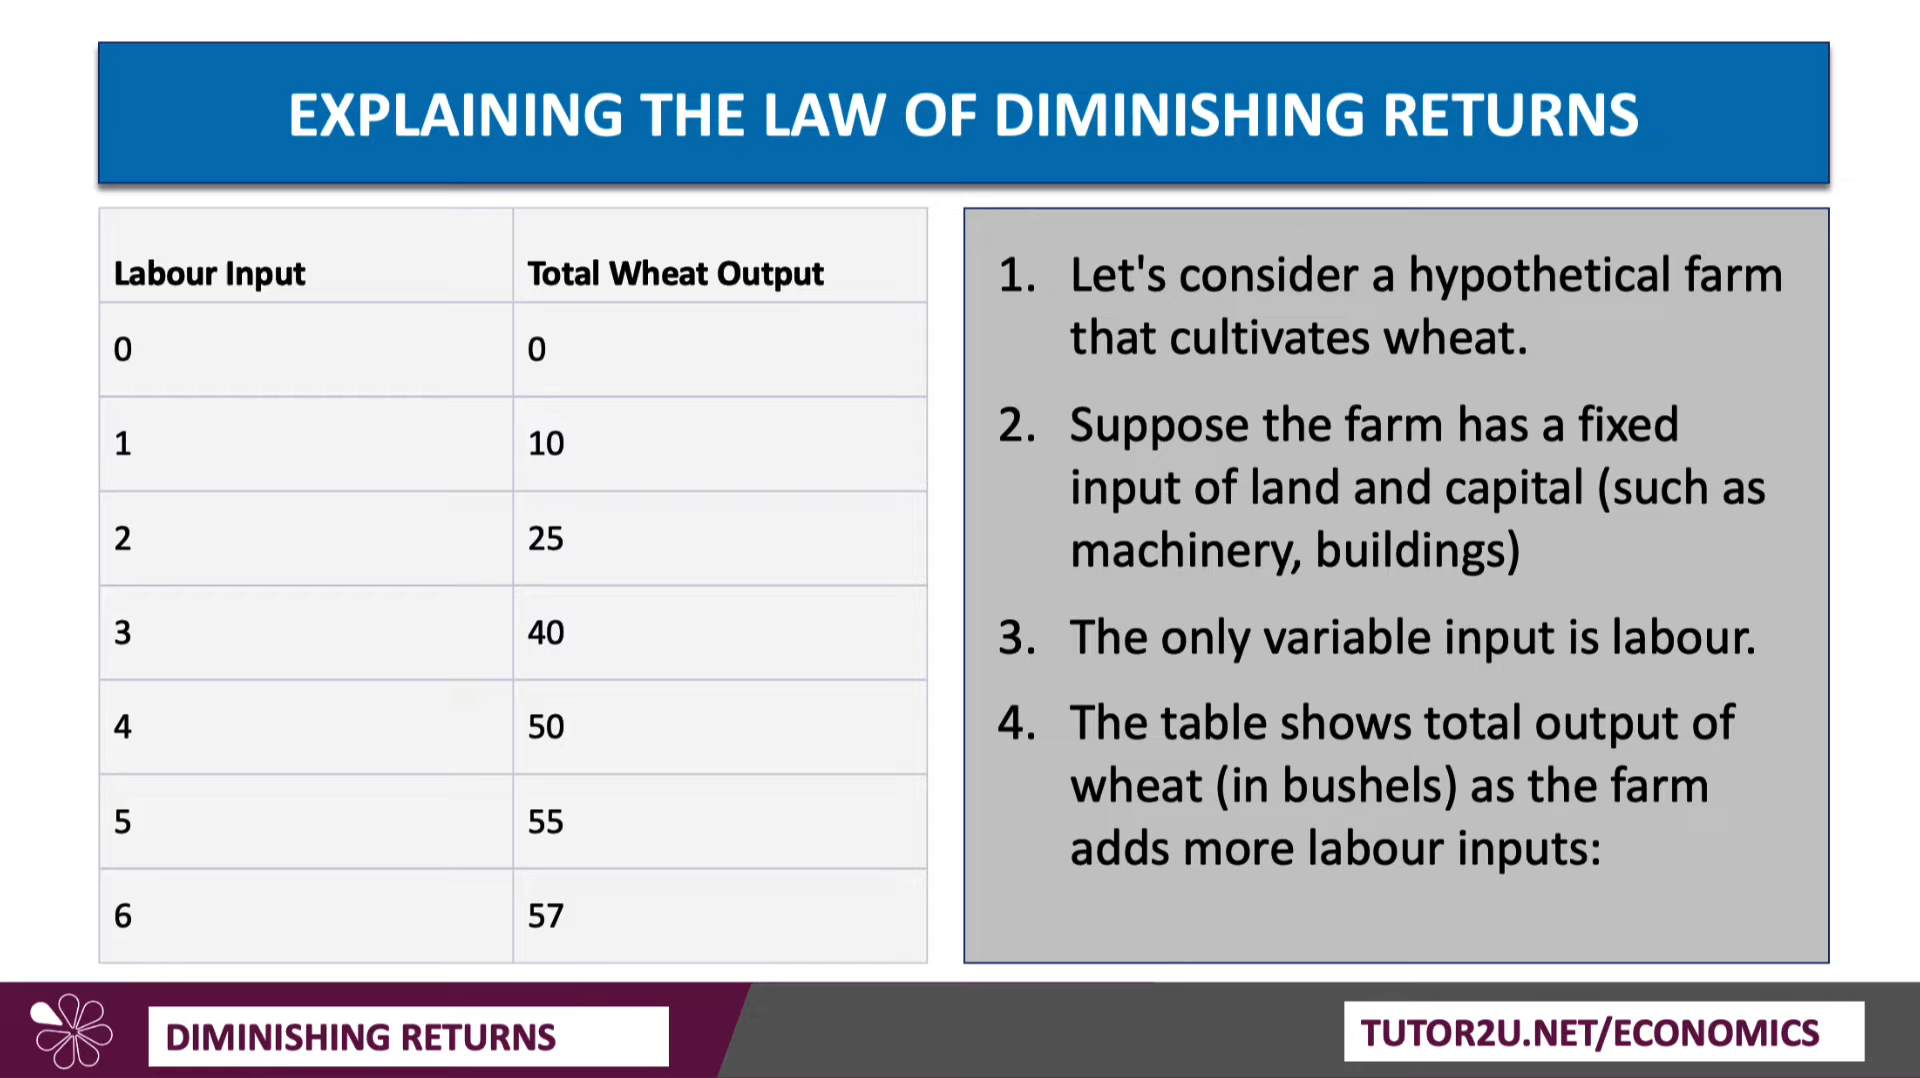 EXPLAINING THE LAW OF DIMINISHING RETURNS
Labour Input Total Wheat Output
0 0
1 10
2 25
3 40
4 50
5 55
6 57
1. Let's consider a hypothetical farm
that cultivates wheat.
2. Suppose the farm has a fixed
input of land and capital (such as
machinery, buildings)
3. The only variable input is labour.
4. The table shows total output of
wheat (in bushels) as the farm
adds more labour inputs:
DIMINISHING RETURNS
TUTOR2U.NET/ECONOMICS